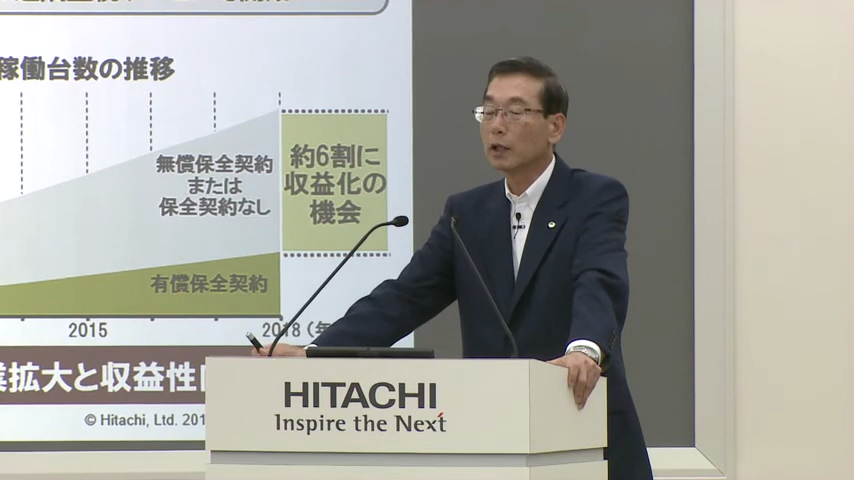 稼働台数の推移
無償保全契約
または
保全契約なし
約6割に
収益化の
機会
有償保全契約
2015
2018 (年
業拡大と収益性
© Hitachi, Ltd. 201
HITACHI
Inspire the Next